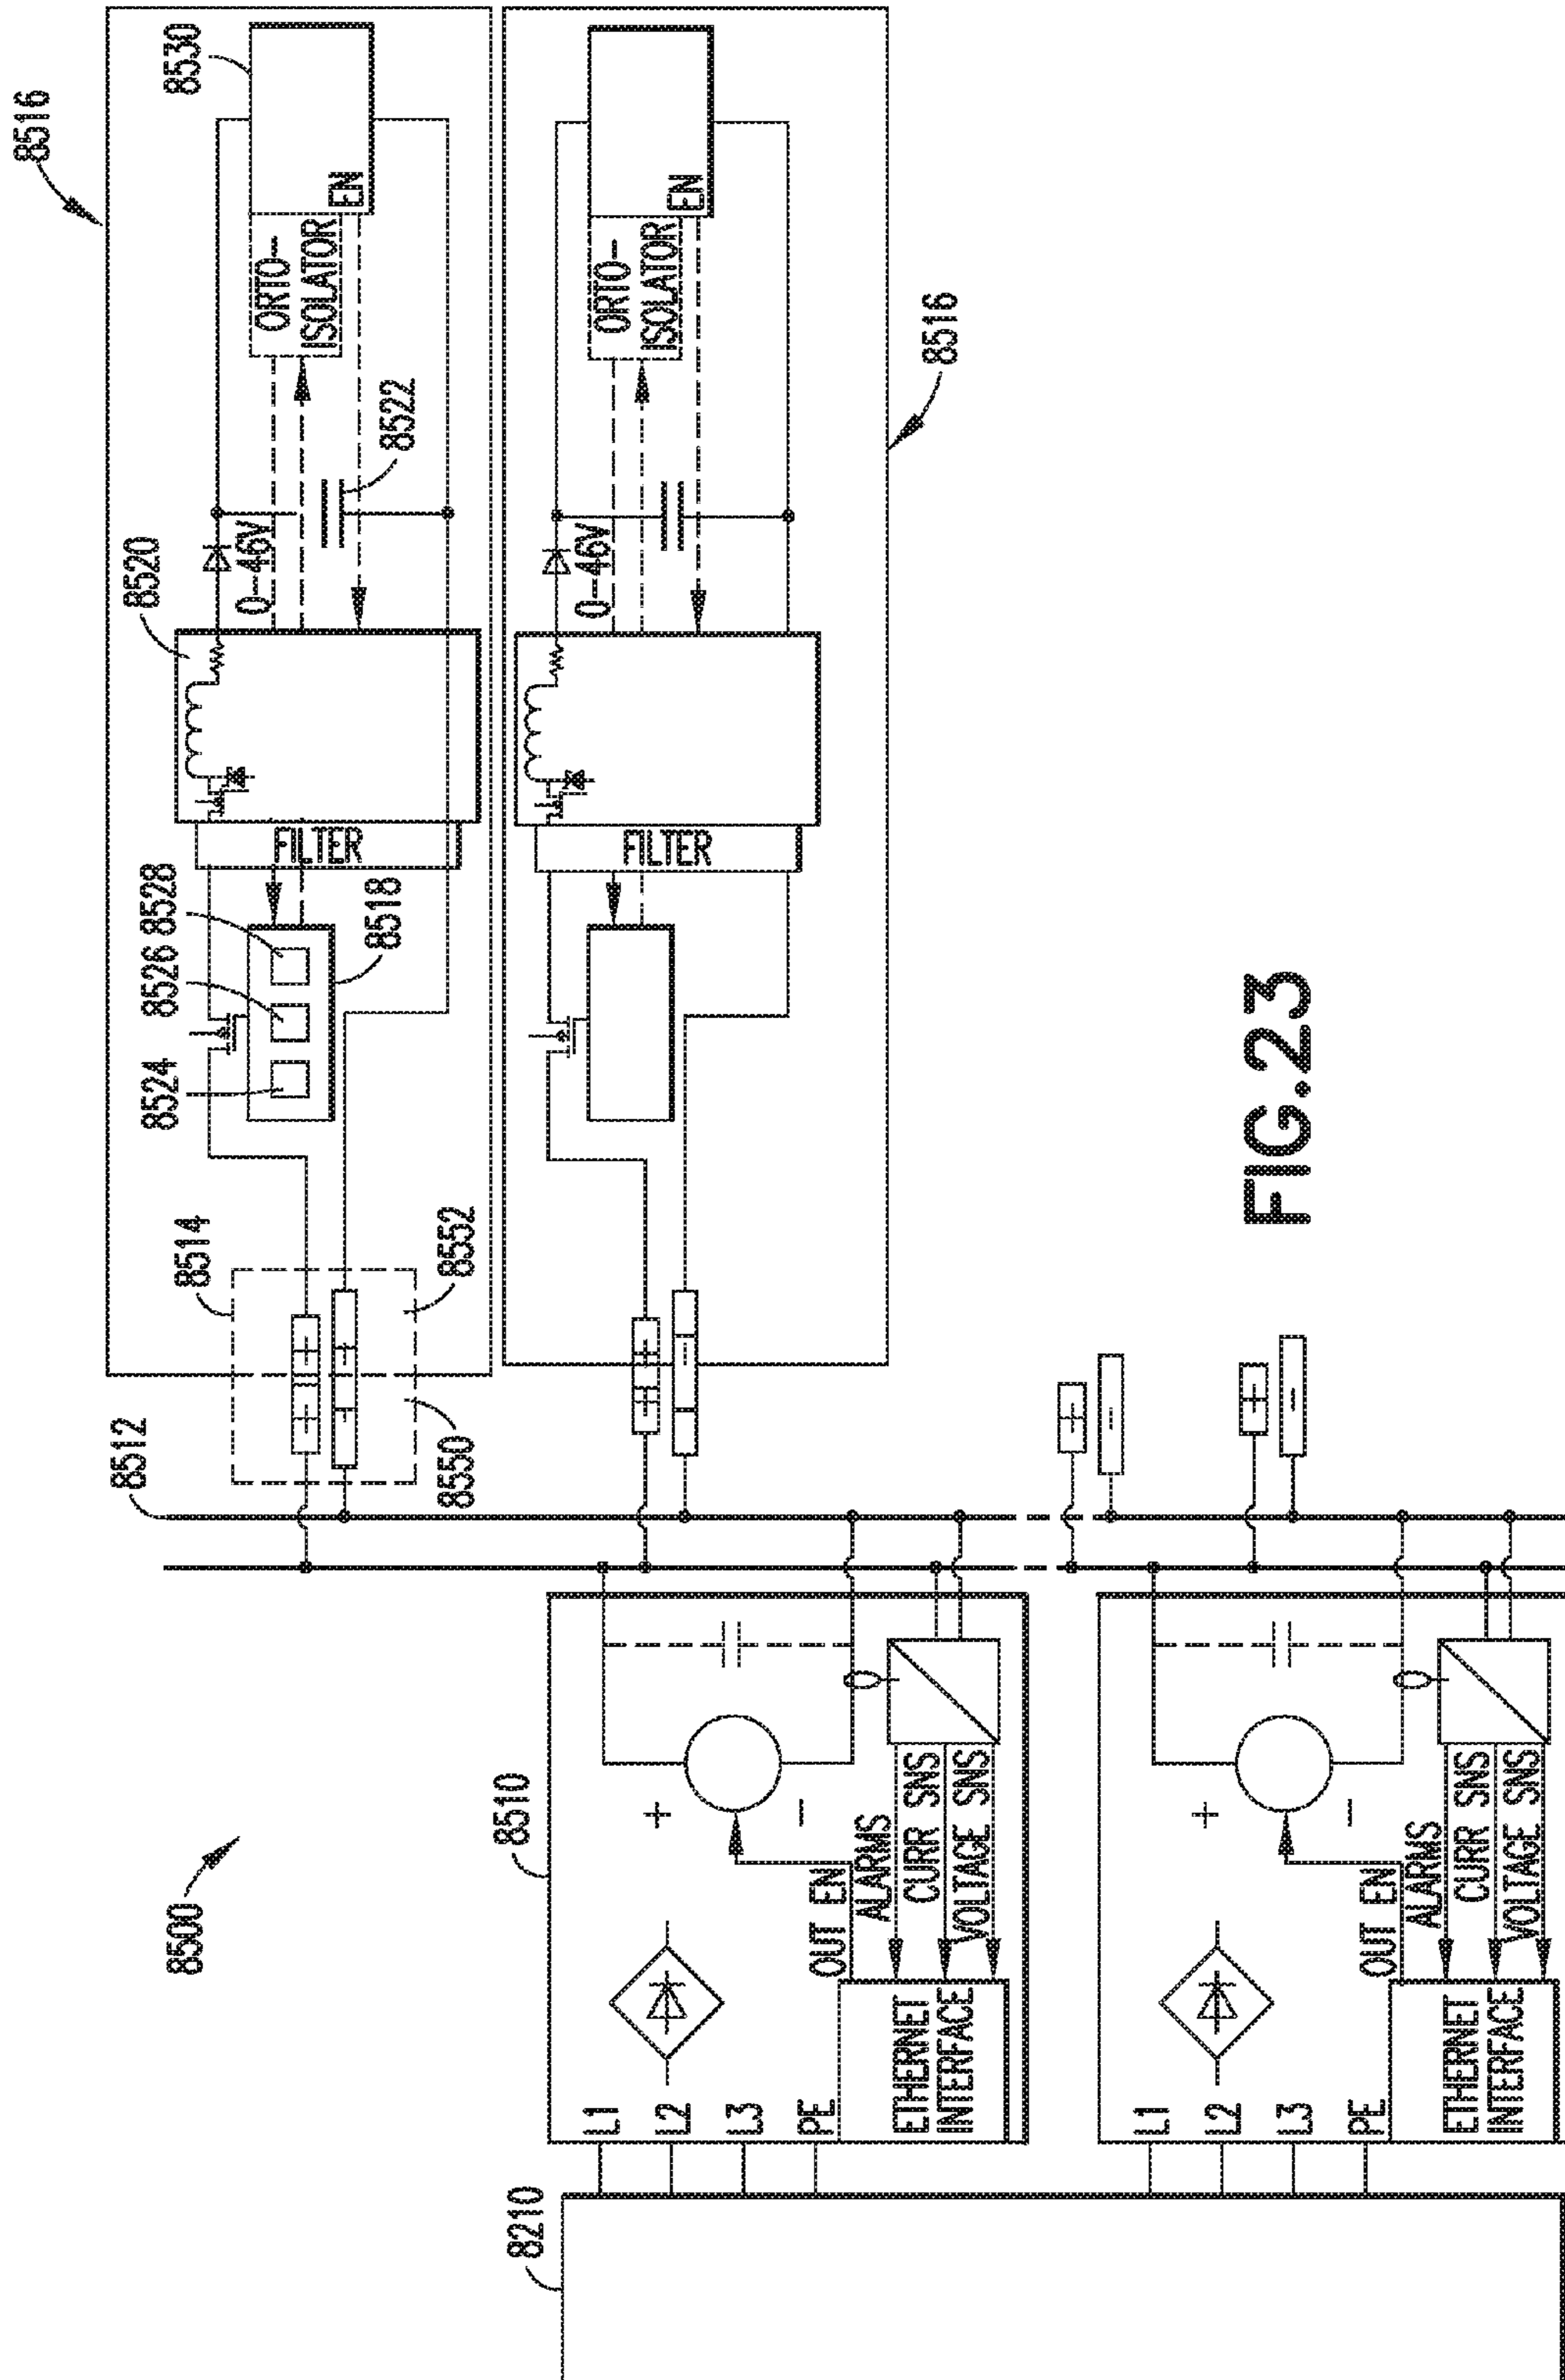 8516
8530
EN
ORTO-
ISOLATOR
8522
0-46V
8520
FILTER
8528
8526
8524
8518
8514
8552
8550
8512
EN
ORTO-
ISOLATOR
8516
0-46V
FILTER
+
+
-
-
+
+
-
+
-
+
-
8500
8510
+
-
OUT EN
ALARMS
CURR SNS
VOLTAGE SNS
L1
L2
L3
PE
ETHERNET
INTERFACE
+
-
OUT EN
ALARMS
CURR SNS
VOLTAGE SNS
L1
L2
L3
PE
ETHERNET
INTERFACE
8210
FIG.23